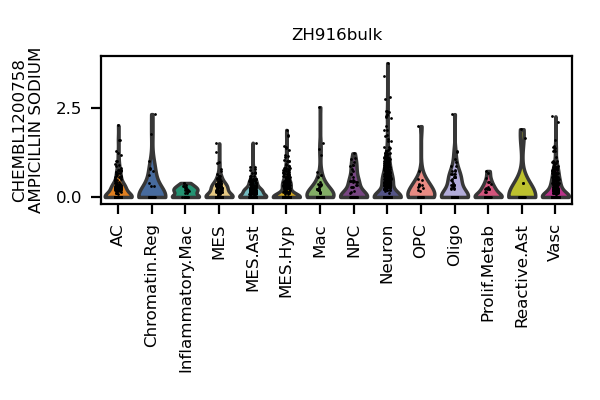 ZH916bulk
CHEMBL1200758
AMPICILLIN SODIUM
2.5
0.0
AC
Chromatin.Reg
Inflammatory.Mac
MES
MES.Ast
MES.Hyp
Mac
NPC
Neuron
OPC
Oligo
Prolif.Metab
Reactive.Ast
Vasc